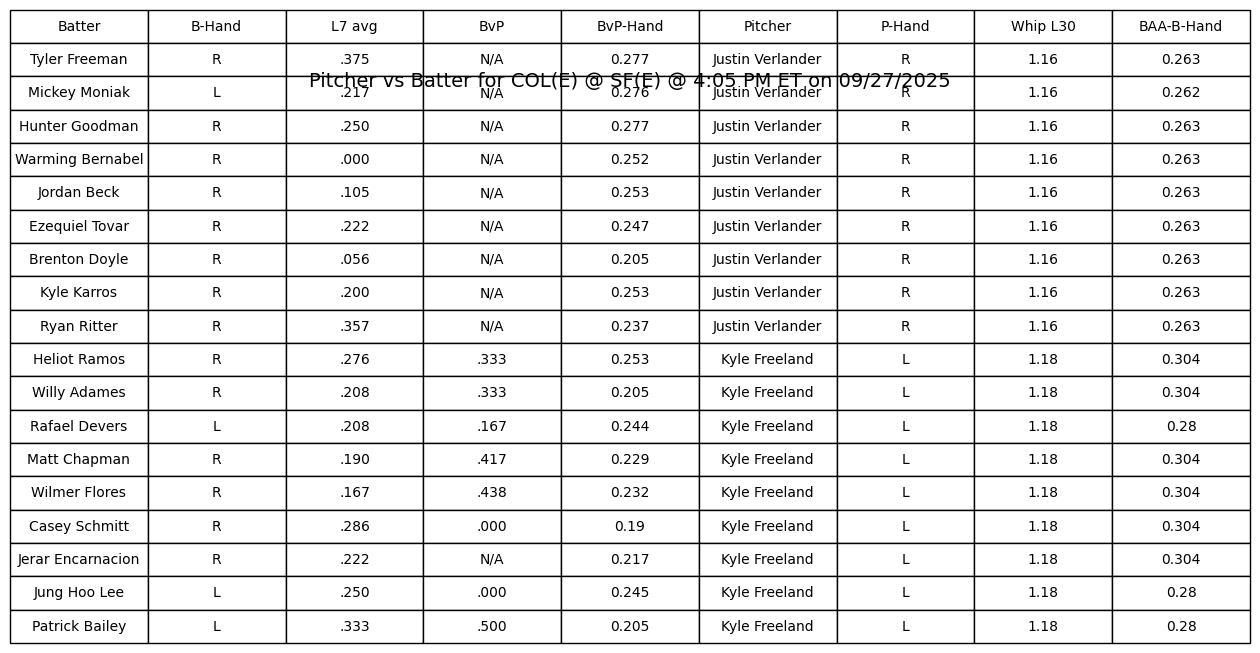 Batter B-Hand L7 avg BvP BvP-Hand Pitcher P-Hand Whip L30 BAA-B-Hand
Tyler Freeman R .375 N/A 0.277 Justin Verlander R 1.16 0.263
Pitcher vs Batter for COL(E) @ SF(E) @ 4:05 PM ET on 09/27/2025
Mickey Moniak L .217 N/A 0.276 Justin Verlander R 1.16 0.262
Hunter Goodman R .250 N/A 0.277 Justin Verlander R 1.16 0.263
Warming Bernabel R .000 N/A 0.252 Justin Verlander R 1.16 0.263
Jordan Beck R .105 N/A 0.253 Justin Verlander R 1.16 0.263
Ezequiel Tovar R .222 N/A 0.247 Justin Verlander R 1.16 0.263
Brenton Doyle R .056 N/A 0.205 Justin Verlander R 1.16 0.263
Kyle Karros R .200 N/A 0.253 Justin Verlander R 1.16 0.263
Ryan Ritter R .357 N/A 0.237 Justin Verlander R 1.16 0.263
Heliot Ramos R .276 .333 0.253 Kyle Freeland L 1.18 0.304
Willy Adames R .208 .333 0.205 Kyle Freeland L 1.18 0.304
Rafael Devers L .208 .167 0.244 Kyle Freeland L 1.18 0.28
Matt Chapman R .190 .417 0.229 Kyle Freeland L 1.18 0.304
Wilmer Flores R .167 .438 0.232 Kyle Freeland L 1.18 0.304
Casey Schmitt R .286 .000 0.19 Kyle Freeland L 1.18 0.304
Jerar Encarnacion R .222 N/A 0.217 Kyle Freeland L 1.18 0.304
Jung Hoo Lee L .250 .000 0.245 Kyle Freeland L 1.18 0.28
Patrick Bailey L .333 .500 0.205 Kyle Freeland L 1.18 0.28